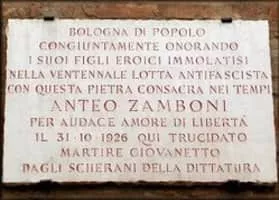 BOLOGNA DI POPOLO
CONGIUNTAMENTE ONORANDO
I SUOI FIGLI EROICI IMMOLATISI
NELLA VENTENNALE LOTTA ANTIFASCISTA
CON QUESTA PIETRA CONSACRA NEI TEMPI
ANTEO ZAMBONI
PER AUDACE AMORE DI LIBERTÀ
IL 31-10-1926 QUI TRUCIDATO
MARTIRE GIOVANETTO
DAGLI SCHERANI DELLA DITTATURA